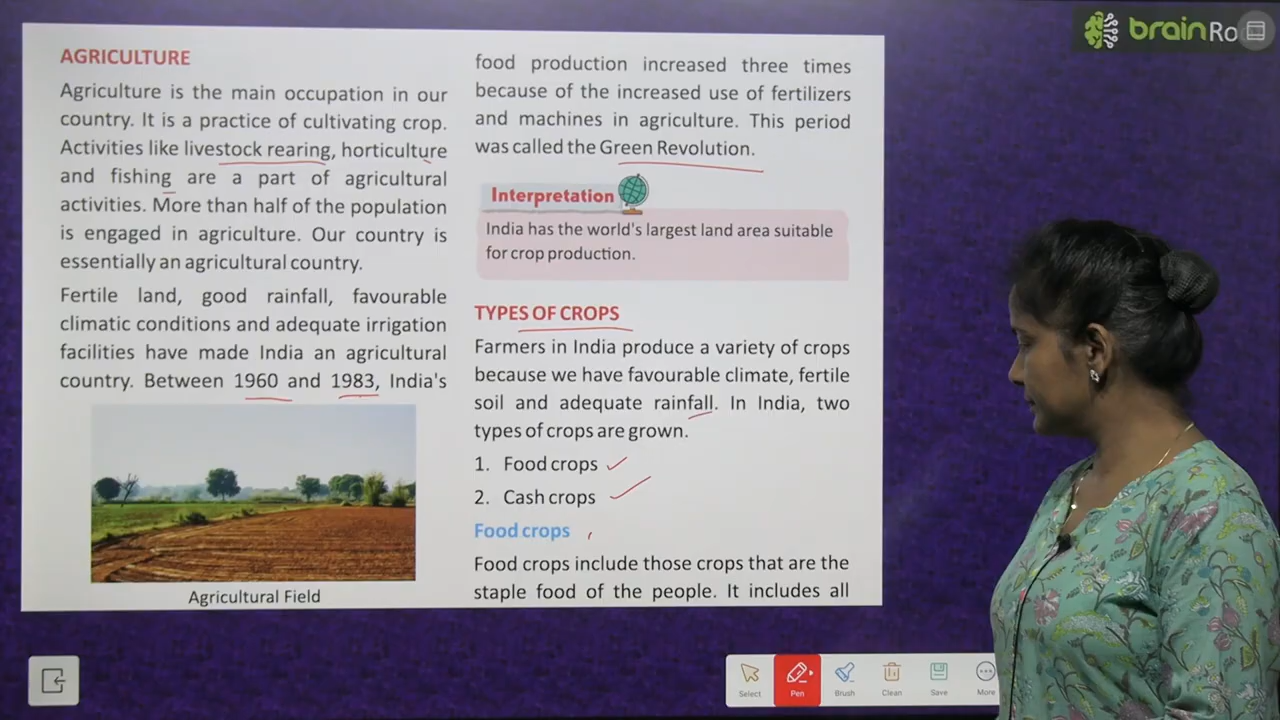 brainRo
AGRICULTURE
Agriculture is the main occupation in our
country. It is a practice of cultivating crop.
Activities like livestock rearing, horticulture
and fishing are a part of agricultural
activities. More than half of the population
is engaged in agriculture. Our country is
essentially an agricultural country.
Fertile land, good rainfall, favourable
climatic conditions and adequate irrigation
facilities have made India an agricultural
country. Between 1960 and 1983, India's
Agricultural Field
food production increased three times
because of the increased use of fertilizers
and machines in agriculture. This period
was called the Green Revolution.
Interpretation
India has the world's largest land area suitable
for crop production.
TYPES OF CROPS
Farmers in India produce a variety of crops
because we have favourable climate, fertile
soil and adequate rainfall. In India, two
types of crops are grown.
1. Food crops
2. Cash crops
Food crops
Food crops include those crops that are the
staple food of the people. It includes all
Select
Pen
Brush
Clean
Save
More